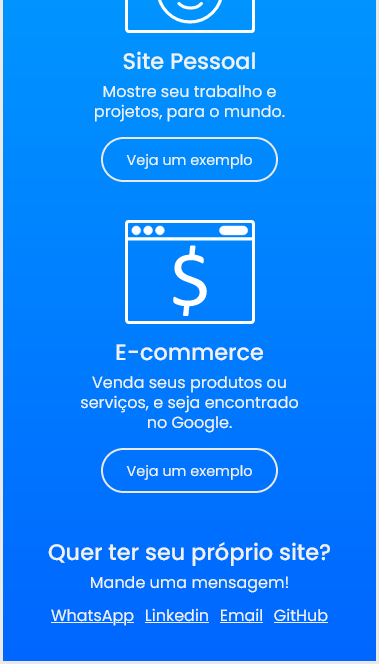 Site Pessoal
Mostre seu trabalho e
projetos, para o mundo.
Veja um exemplo
$
E-commerce
Venda seus produtos ou
serviços, e seja encontrado
no Google.
Veja um exemplo
Quer ter seu próprio site?
Mande uma mensagem!
WhatsApp Linkedin Email GitHub